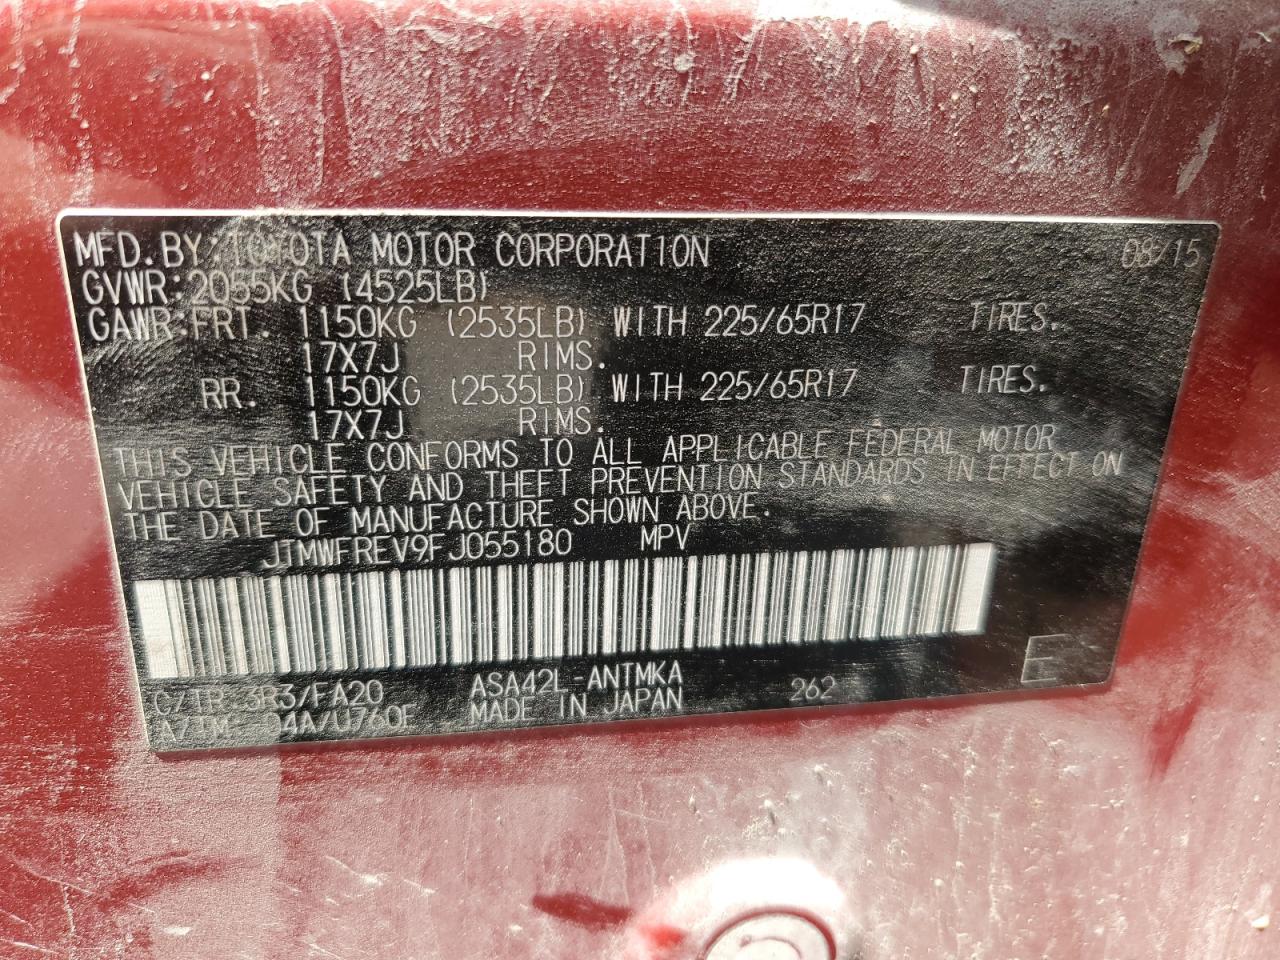 MFD.BY:TOYOTA MOTOR CORPORATION 08/15
GVWR:2055KG (4525LB)
GAWR:FRT. 1150KG (2535LB) WITH 225/65R17 TIRES.
17X7J RIMS.
RR. 1150KG (2535LB) WITH 225/65R17 TIRES.
17X7J RIMS.
THIS VEHICLE CONFORMS TO ALL APPLICABLE FEDERAL MOTOR
VEHICLE SAFETY AND THEFT PREVENTION STANDARDS IN EFFECT ON
THE DATE OF MANUFACTURE SHOWN ABOVE.
JTMWFREV9FJ055180 MPV
C/TR 3R3/FA20 ASA42L-ANTMKA 262 E
A/TM 04A/U760F MADE IN JAPAN